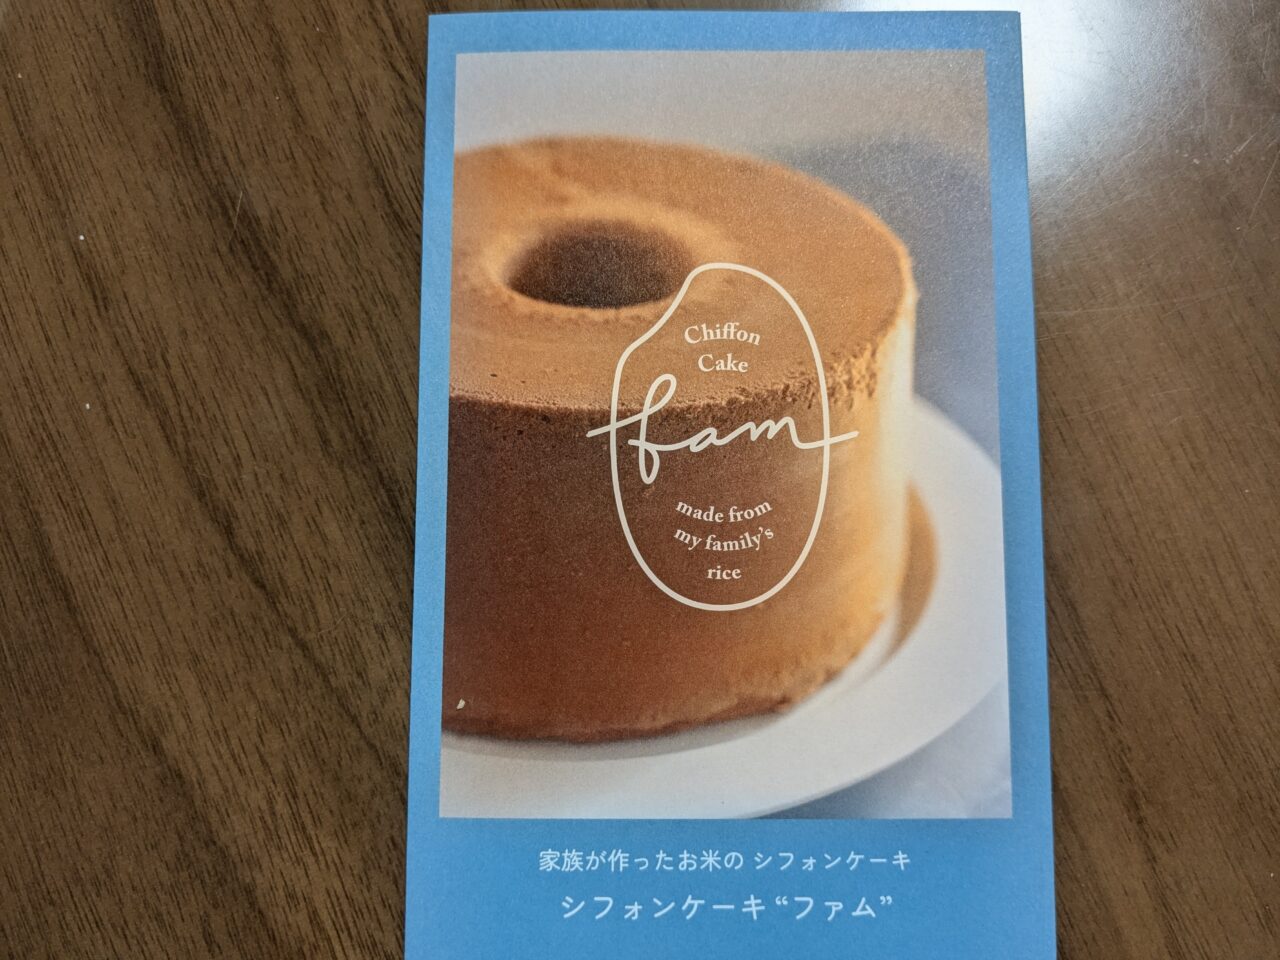 Chiffon
Cake
fam
made from
my family's
rice
家族が作ったお米の シフォンケーキ
シフォンケーキ“ファム”